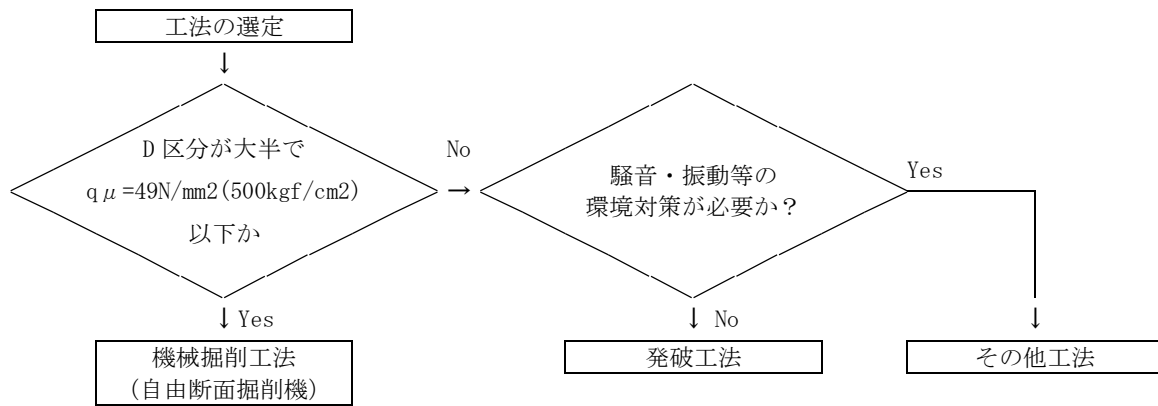 工法の選定
↓
D 区分が大半で
qμ=49N/mm2(500kgf/cm2)
以下か
No
→
騒音・振動等の
環境対策が必要か？
Yes
↓ Yes
↓ No
↓
機械掘削工法
(自由断面掘削機)
発破工法
その他工法